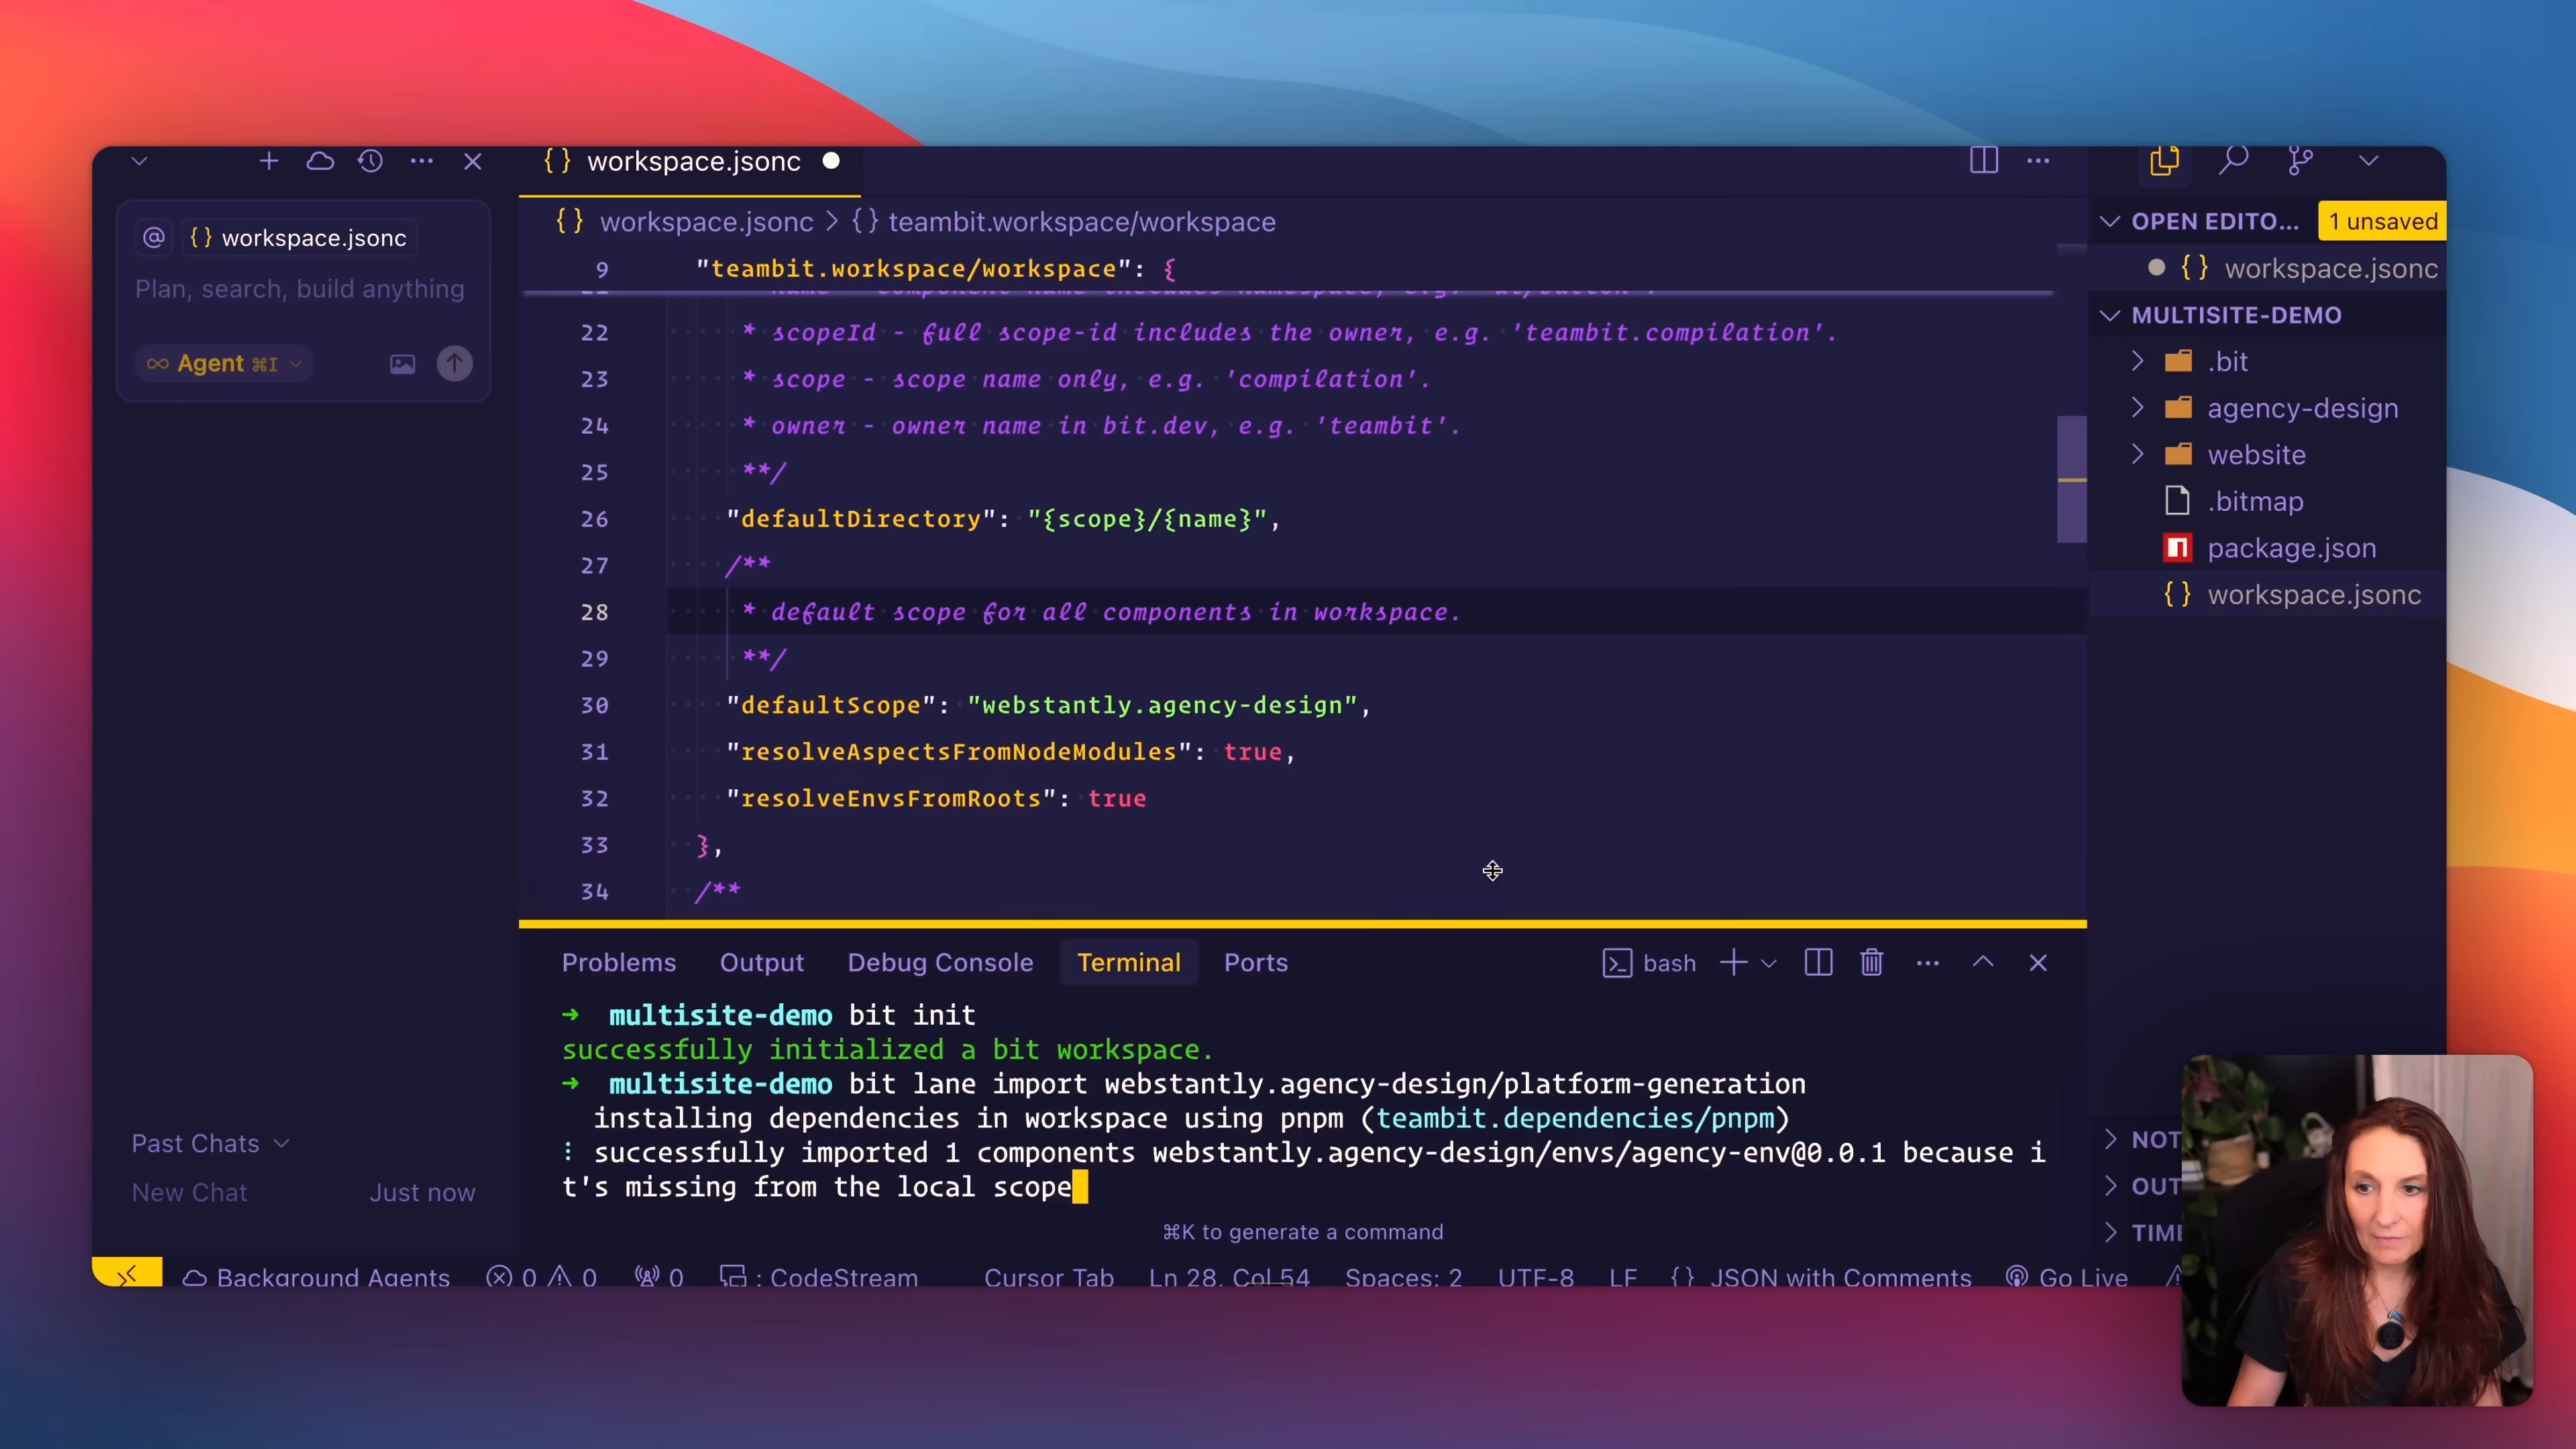 workspace.jsonc
@ {} workspace.jsonc
Plan, search, build anything
Agent ⌘I
Past Chats
New Chat Just now
{} workspace.jsonc
{} workspace.jsonc > {} teambit.workspace/workspace
9 "teambit.workspace/workspace": {
22 * scopeId - full scope-id includes the owner, e.g. 'teambit.compilation'.
23 * scope - scope name only, e.g. 'compilation'.
24 * owner - owner name in bit.dev, e.g. 'teambit'.
25 **/
26 "defaultDirectory": "{scope}/{name}",
27 /**
28 * default scope for all components in workspace.
29 **/
30 "defaultScope": "webstantly.agency-design",
31 "resolveAspectsFromNodeModules": true,
32 "resolveEnvsFromRoots": true
33 },
34 /**
Problems Output Debug Console Terminal Ports
bash
➜ multisite-demo bit init
successfully initialized a bit workspace.
➜ multisite-demo bit lane import webstantly.agency-design/platform-generation
installing dependencies in workspace using pnpm (teambit.dependencies/pnpm)
⋮ successfully imported 1 components webstantly.agency-design/envs/agency-env@0.0.1 because i
t's missing from the local scope
⌘K to generate a command
OPEN EDITO... 1 unsaved
{} workspace.jsonc
MULTISITE-DEMO
.bit
agency-design
website
.bitmap
package.json
{} workspace.jsonc
NOT
OUT
TIME
Background Agents 0 0 0 : CodeStream Cursor Tab Ln 28, Col 54 Spaces: 2 UTF-8 LF {} JSON with Comments Go Live